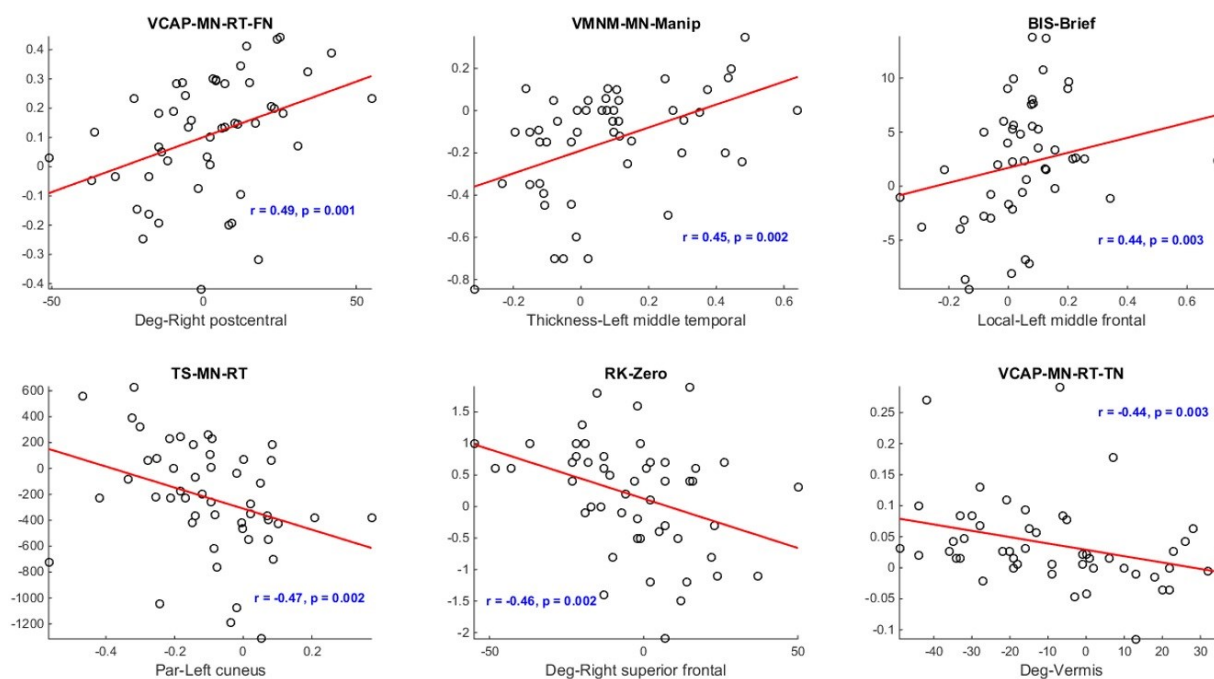 VCAP-MN-RT-FN
0.4
0.3
0.2
0.1
0
-0.1
-0.2
-0.3
-0.4
r = 0.49, p = 0.001
-50 0 50
Deg-Right postcentral
VMNM-MN-Manip
0.2
0
-0.2
-0.4
-0.6
-0.8
r = 0.45, p = 0.002
-0.2 0 0.2 0.4 0.6
Thickness-Left middle temporal
BIS-Brief
10
5
0
-5
r = 0.44, p = 0.003
-0.2 0 0.2 0.4 0.6
Local-Left middle frontal
TS-MN-RT
600
400
200
0
-200
-400
-600
-800
-1000
-1200
r = -0.47, p = 0.002
-0.4 -0.2 0 0.2
Par-Left cuneus
RK-Zero
1.5
1
0.5
0
-0.5
-1
-1.5
-2
r = -0.46, p = 0.002
-50 0 50
Deg-Right superior frontal
VCAP-MN-RT-TN
0.25
0.2
0.15
0.1
0.05
0
-0.05
-0.1
r = -0.44, p = 0.003
-40 -30 -20 -10 0 10 20 30
Deg-Vermis